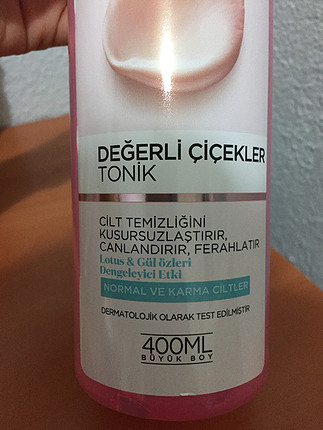 DEĞERLİ ÇİÇEKLER
TONİK
CİLT TEMİZLİĞİNİ
KUSURSUZLAŞTIRIR,
CANLANDIRIR, FERAHLATIR
Lotus & Gül özleri
Dengeleyici Etki
NORMAL VE KARMA CİLTLER
DERMATOLOJİK OLARAK TEST EDİLMİŞTİR
400ML
BÜYÜK BOY